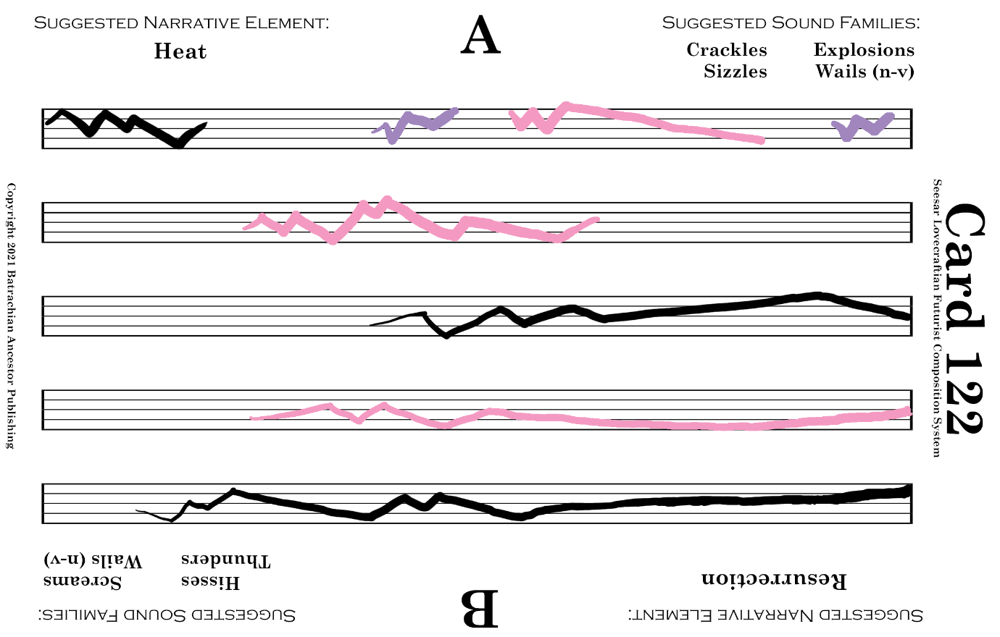 SUGGESTED NARRATIVE ELEMENT:
Heat
A
SUGGESTED SOUND FAMILIES:
Crackles
Sizzles
Explosions
Wails (n-v)
Copyright 2021 Batrachian Ancestor Publishing
Card 122
Seesar Lovecraftian Futurist Composition System
B
SUGGESTED NARRATIVE ELEMENT:
Resurrection
SUGGESTED SOUND FAMILIES:
Hisses
Thunders
Screams
Wails (n-v)